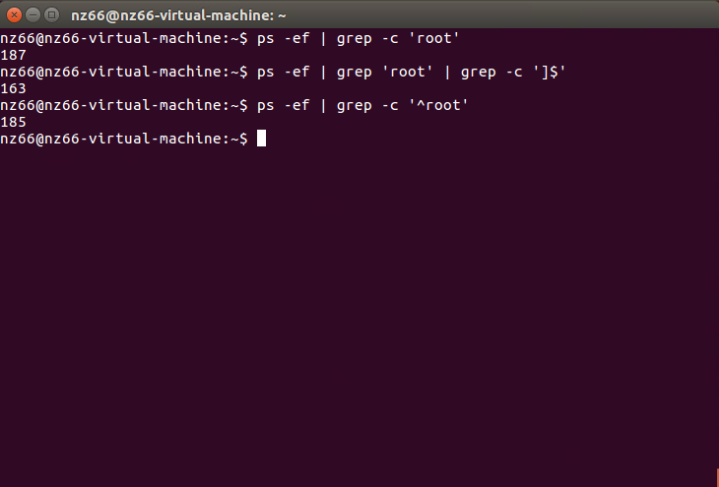 nz66@nz66-virtual-machine: ~
nz66@nz66-virtual-machine:~$ ps -ef | grep -c 'root'
187
nz66@nz66-virtual-machine:~$ ps -ef | grep 'root' | grep -c ']$'
163
nz66@nz66-virtual-machine:~$ ps -ef | grep -c '^root'
185
nz66@nz66-virtual-machine:~$